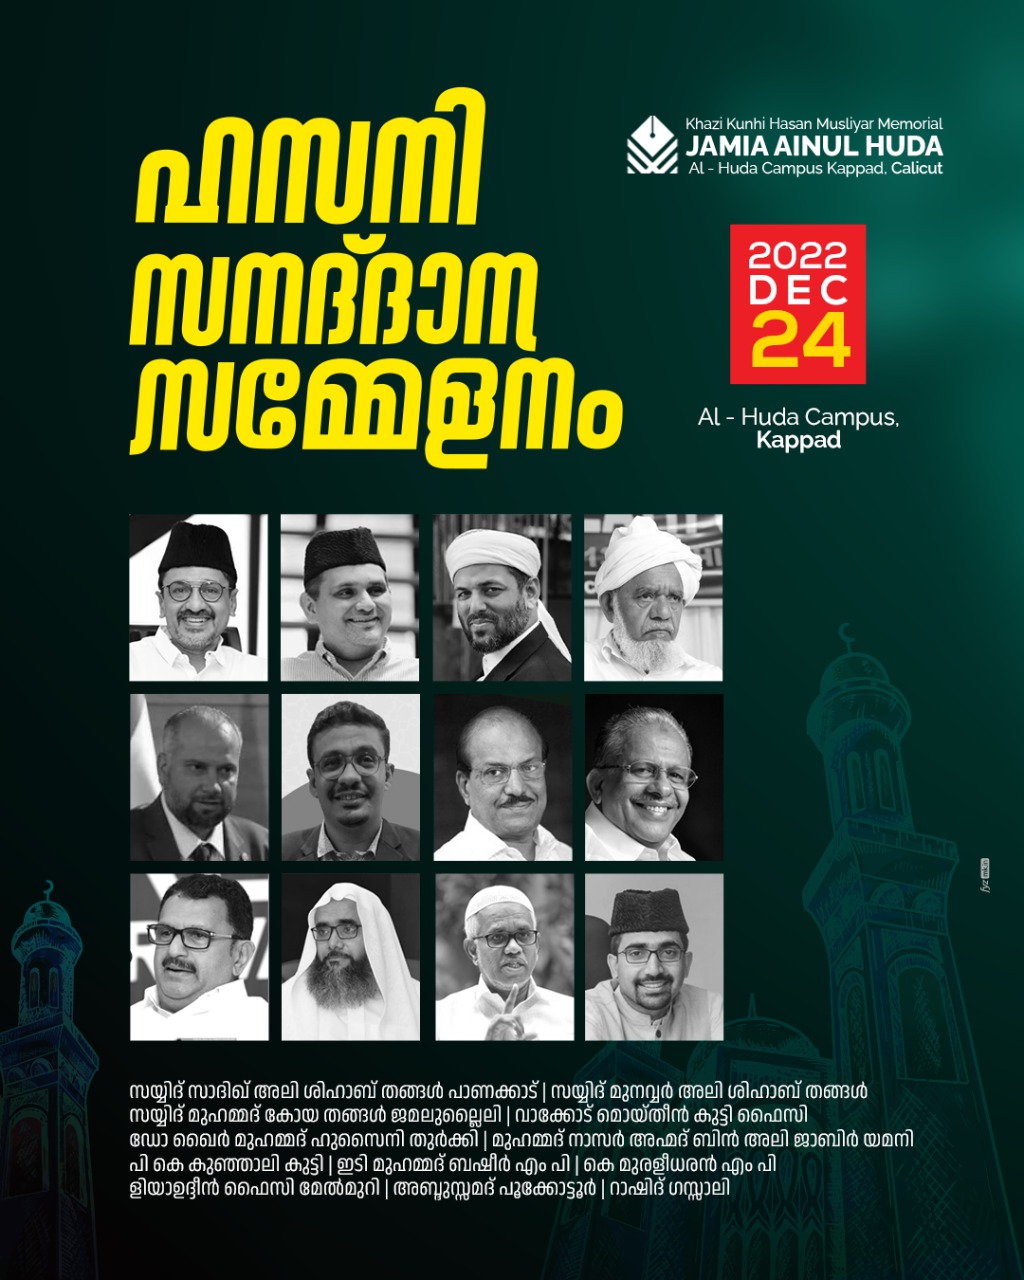 ഹസനി
സനദ്ദാന
സമ്മേളനം
Khazi Kunhi Hasan Musliyar Memorial
JAMIA AINUL HUDA
Al - Huda Campus Kappad, Calicut
2022
DEC
24
Al - Huda Campus,
Kappad
സയ്യിദ് സാദിഖ് അലി ശിഹാബ് തങ്ങൾ പാണക്കാട് | സയ്യിദ് മുനവ്വർ അലി ശിഹാബ് തങ്ങൾ
സയ്യിദ് മുഹമ്മദ് കോയ തങ്ങൾ ജമലുല്ലൈലി | വാക്കോട് മൊയ്തീൻ കുട്ടി ഫൈസി
ഡോ ഖൈർ മുഹമ്മദ് ഹുസൈനി തുർക്കി | മുഹമ്മദ് നാസർ അഹ്മദ് ബിൻ അലി ജാബിർ യമനി
പി കെ കുഞ്ഞാലി കുട്ടി | ഇടി മുഹമ്മദ് ബഷീർ എം പി | കെ മുരളീധരൻ എം പി
ളിയാഉദ്ദീൻ ഫൈസി മേൽമുറി | അബ്ദുസ്സമദ് പൂക്കോട്ടൂർ | റാഷിദ് ഗസ്സാലി